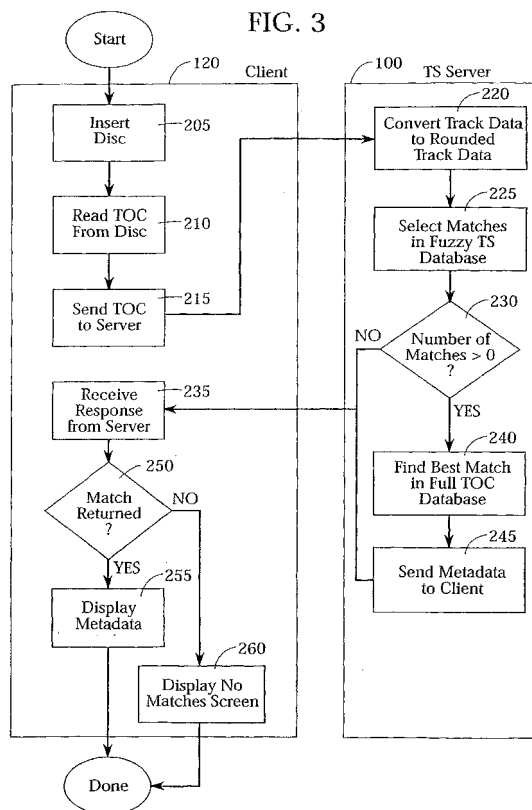 FIG. 3
Start
120
Client
Insert
Disc
205
Read TOC
From Disc
210
Send TOC
to Server
215
Receive
Response
from Server
235
Match
Returned
?
250
NO
YES
Display
Metadata
255
Display No
Matches Screen
260
Done
100
TS Server
220
Convert Track Data
to Rounded
Track Data
225
Select Matches
in Fuzzy TS
Database
230
Number of
Matches > 0
?
NO
YES
240
Find Best Match
in Full TOC
Database
245
Send Metadata
to Client